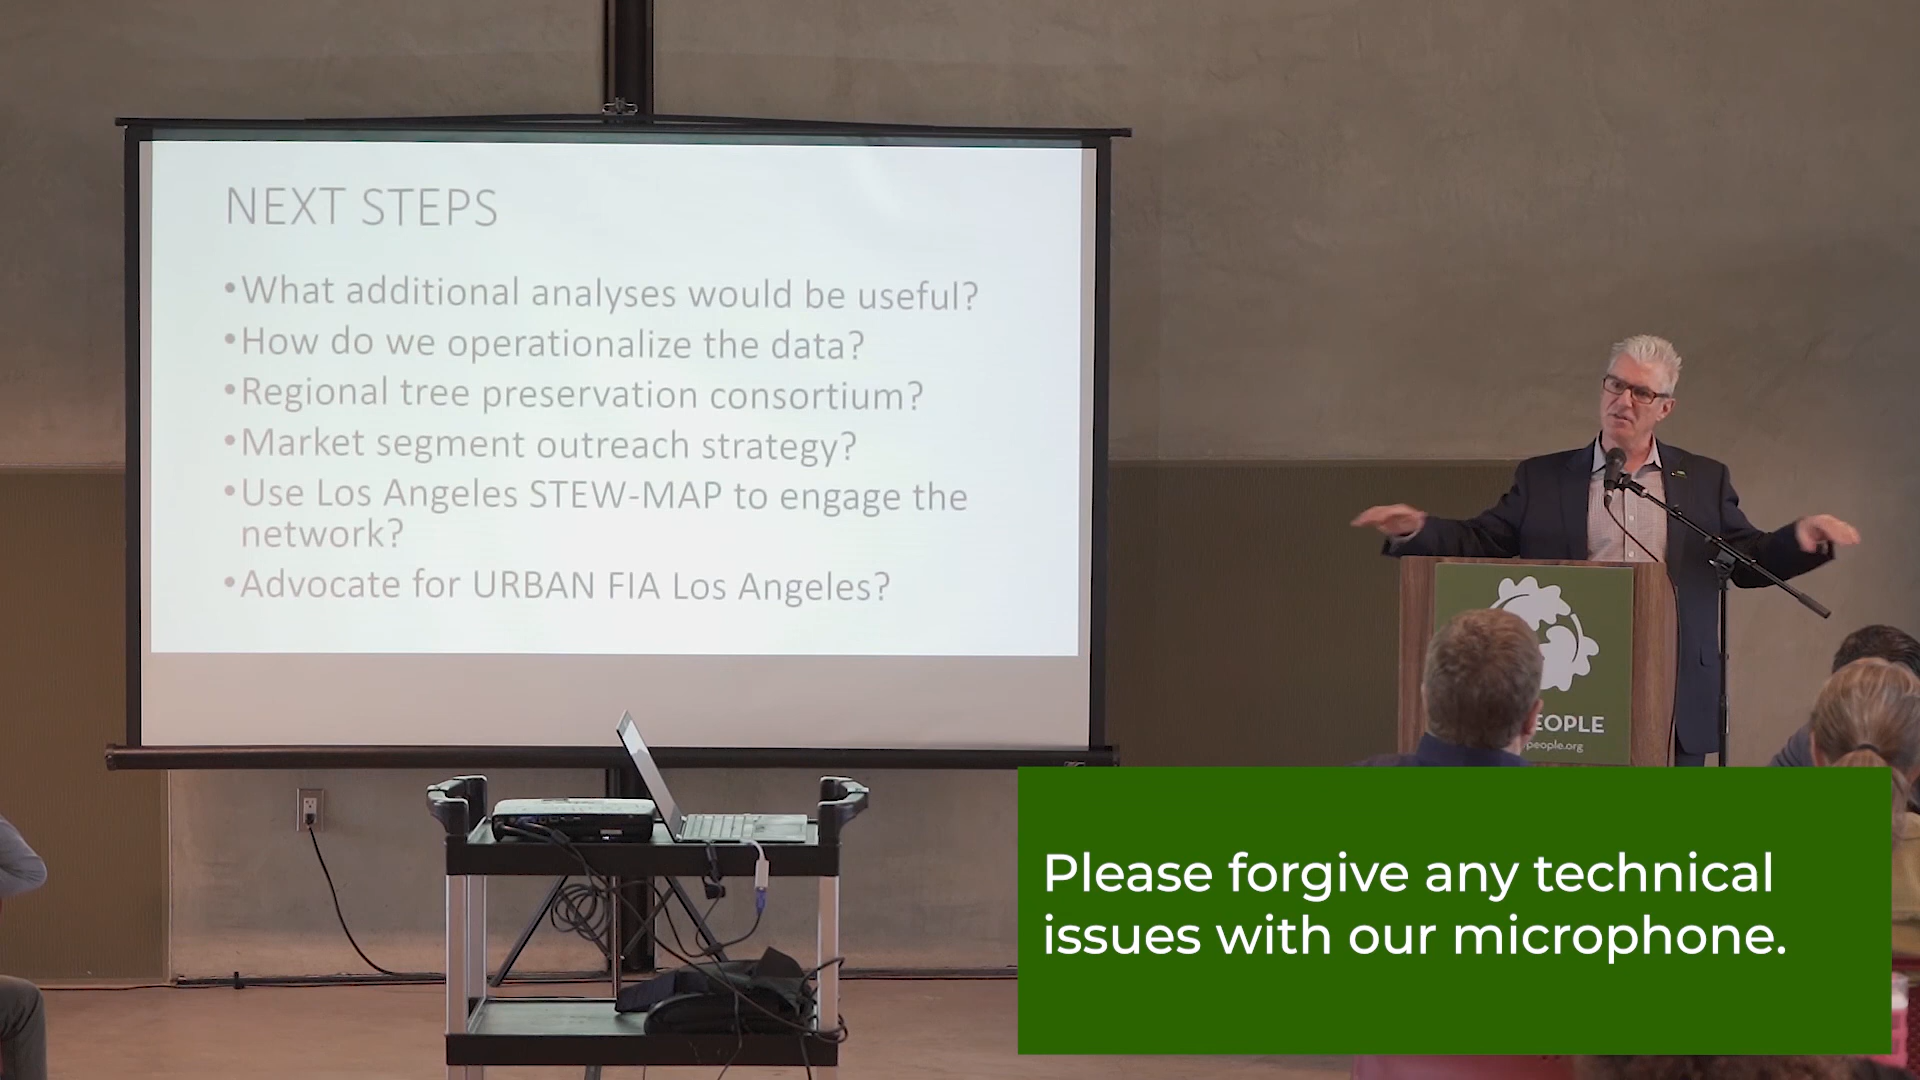 NEXT STEPS
•What additional analyses would be useful?
•How do we operationalize the data?
•Regional tree preservation consortium?
•Market segment outreach strategy?
•Use Los Angeles STEW-MAP to engage the
network?
•Advocate for URBAN FIA Los Angeles?
EOPLE
people.org
Please forgive any technical
issues with our microphone.